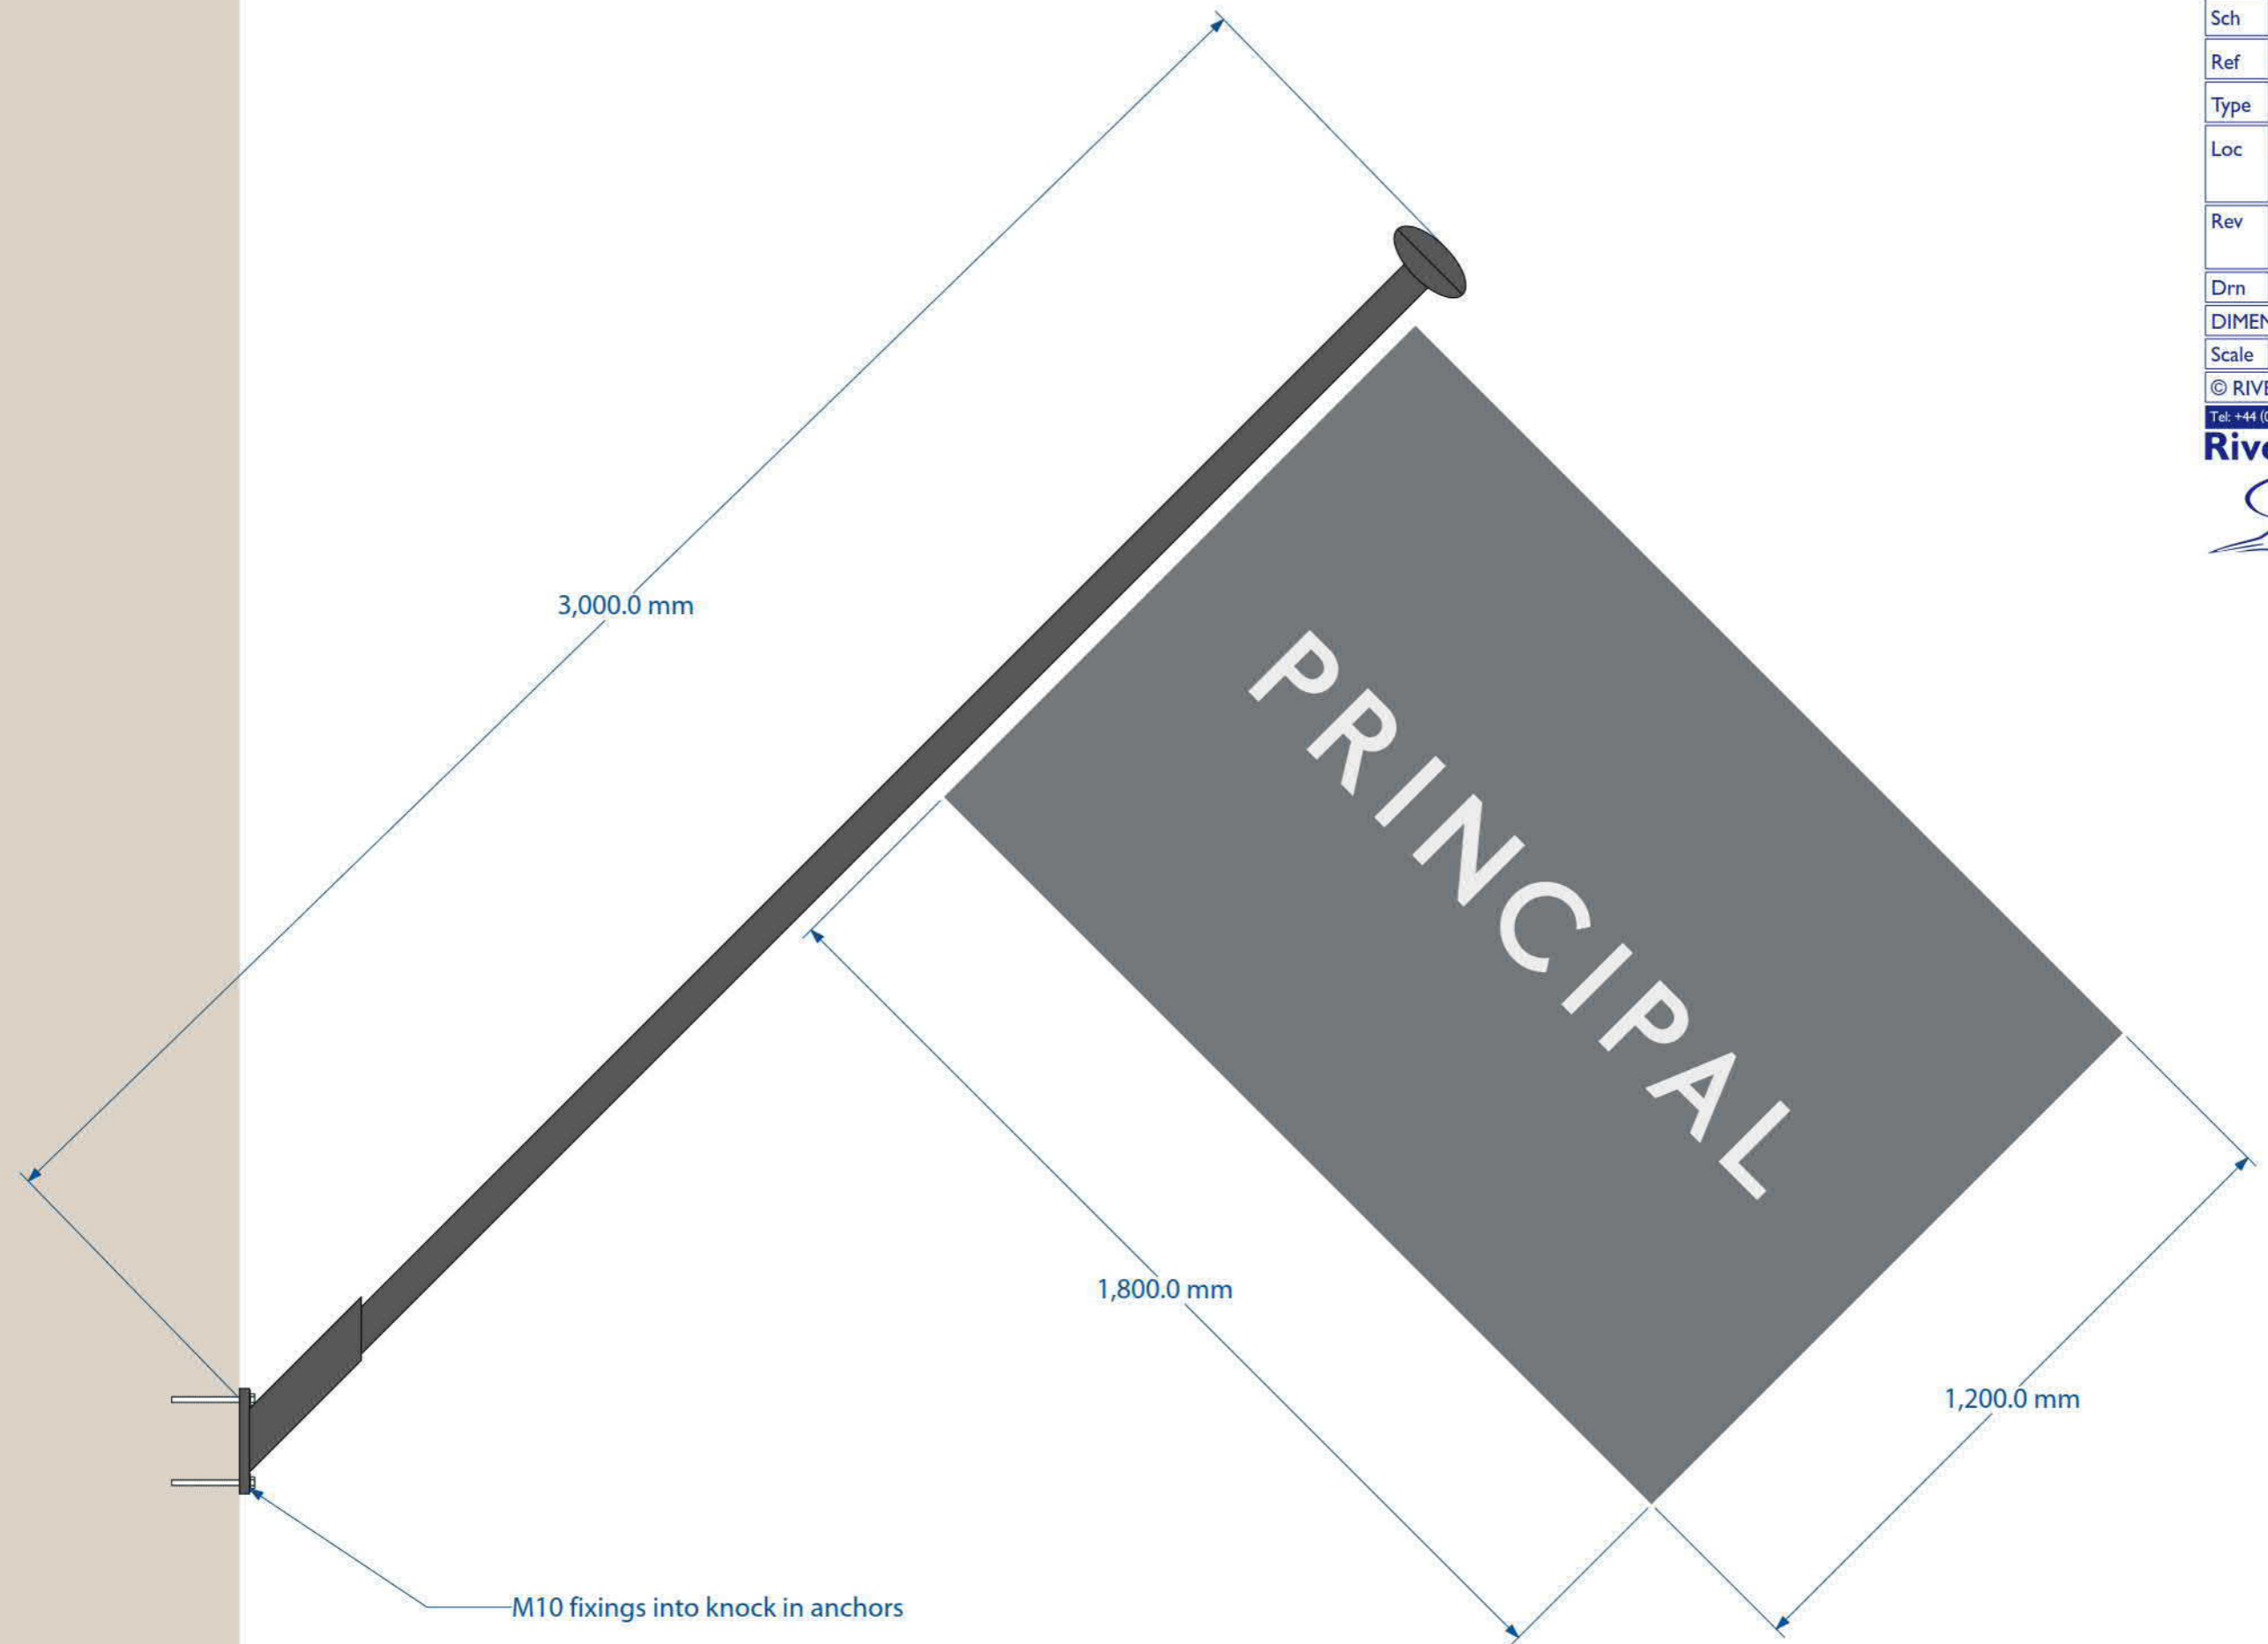 Sch
Ref
Type
Loc
Rev
Drn
Scale
3,000.0 mm
PRINCIPAL
1,800.0 mm
1,200.0 mm
M10 fixings into knock in anchors